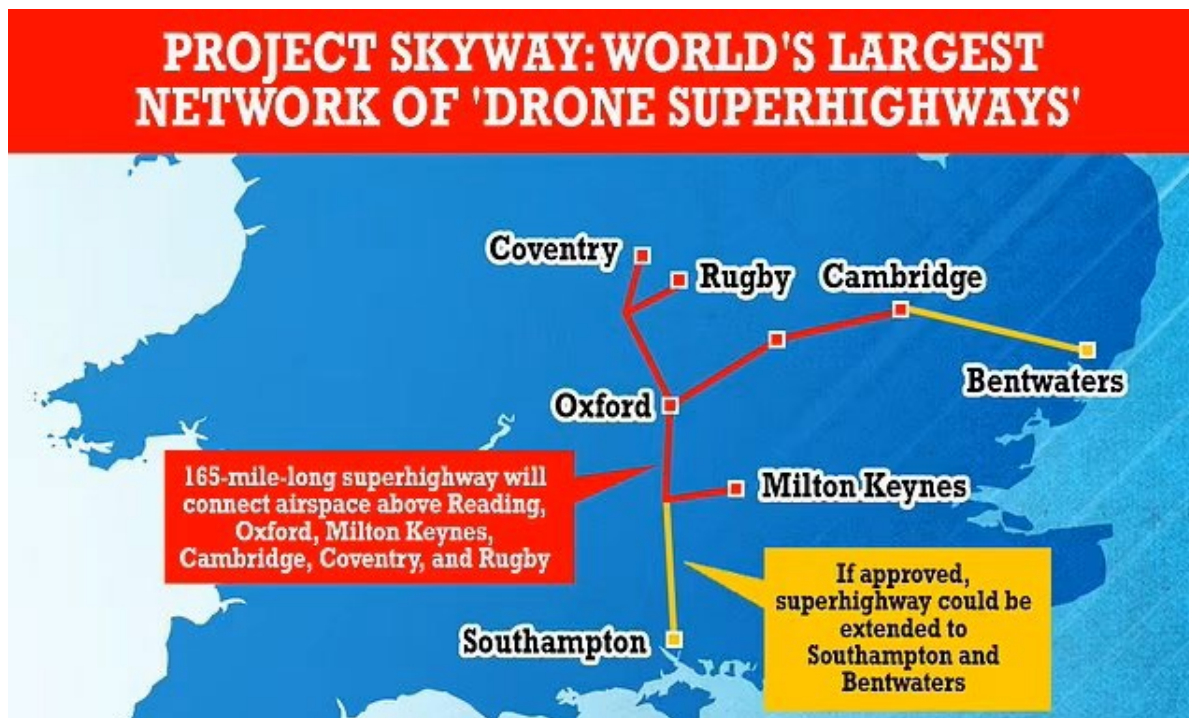 PROJECT SKYWAY: WORLD'S LARGEST
NETWORK OF 'DRONE SUPERHIGHWAYS'
Coventry
Rugby
Cambridge
Bentwaters
Oxford
165-mile-long superhighway will
connect airspace above Reading,
Oxford, Milton Keynes,
Cambridge, Coventry, and Rugby
Milton Keynes
If approved,
superhighway could be
extended to
Southampton and
Bentwaters
Southampton